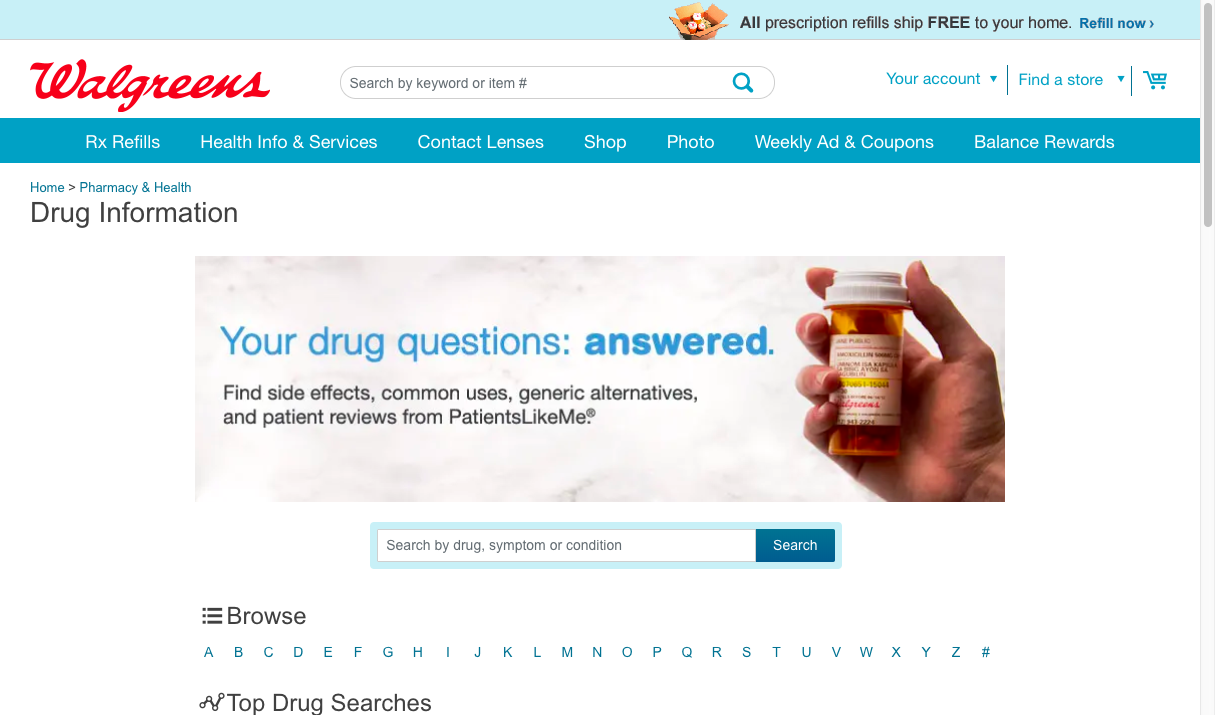 All prescription refills ship FREE to your home. Refill now ›
Walgreens
Search by keyword or item #
Your account ▼
Find a store ▼
Rx Refills Health Info & Services Contact Lenses Shop Photo Weekly Ad & Coupons Balance Rewards
Home > Pharmacy & Health
Drug Information
Your drug questions: answered.
Find side effects, common uses, generic alternatives,
and patient reviews from PatientsLikeMe.®
Walgreens
Search by drug, symptom or condition
Search
Browse
A B C D E F G H I J K L M N O P Q R S T U V W X Y Z #
Top Drug Searches